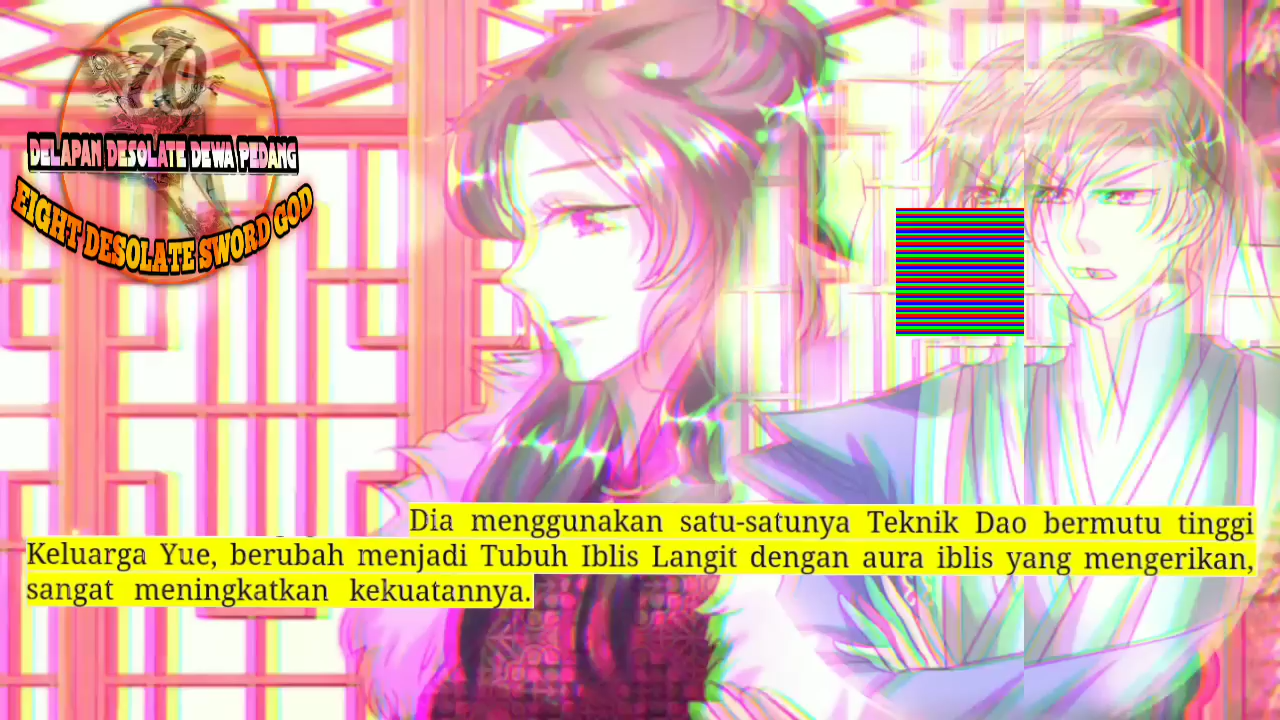 70
DELAPAN DESOLATE DEWA PEDANG
EIGHT DESOLATE SWORD GOD
Dia menggunakan satu-satunya Teknik Dao bermutu tinggi
Keluarga Yue, berubah menjadi Tubuh Iblis Langit dengan aura iblis yang mengerikan,
sangat meningkatkan kekuatannya.